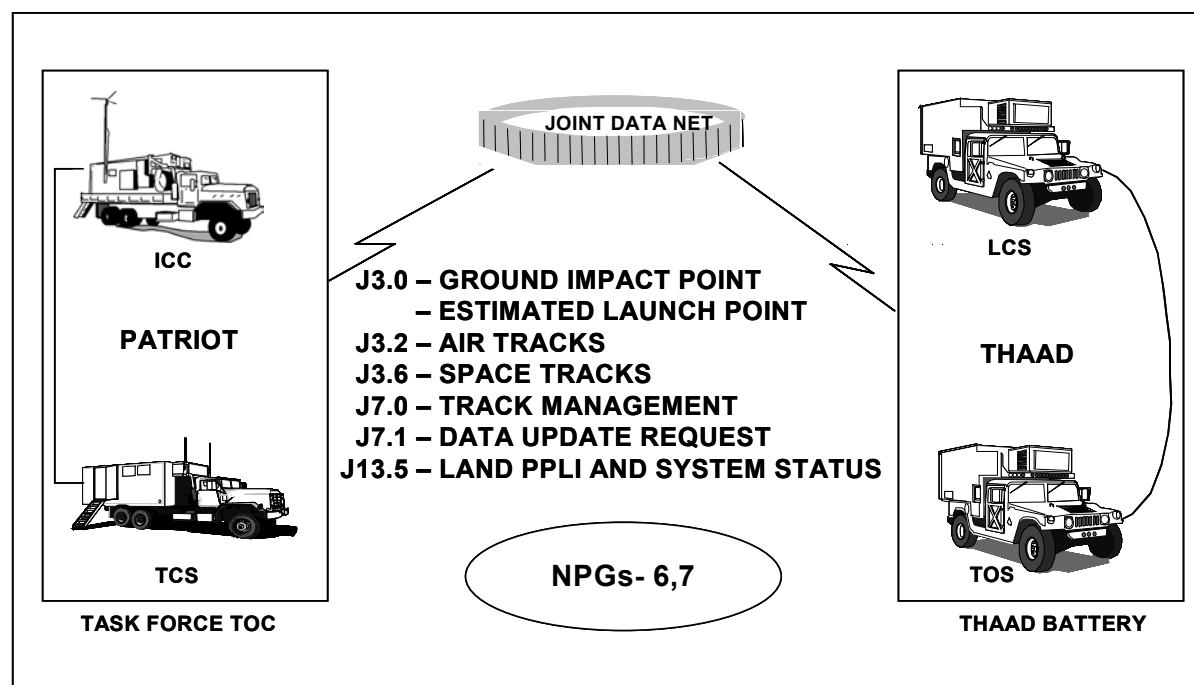 JOINT DATA NET
ICC
PATRIOT
TCS
TASK FORCE TOC
J3.0 – GROUND IMPACT POINT
– ESTIMATED LAUNCH POINT
J3.2 – AIR TRACKS
J3.6 – SPACE TRACKS
J7.0 – TRACK MANAGEMENT
J7.1 – DATA UPDATE REQUEST
J13.5 – LAND PPLI AND SYSTEM STATUS
NPGs- 6,7
LCS
THAAD
TOS
THAAD BATTERY